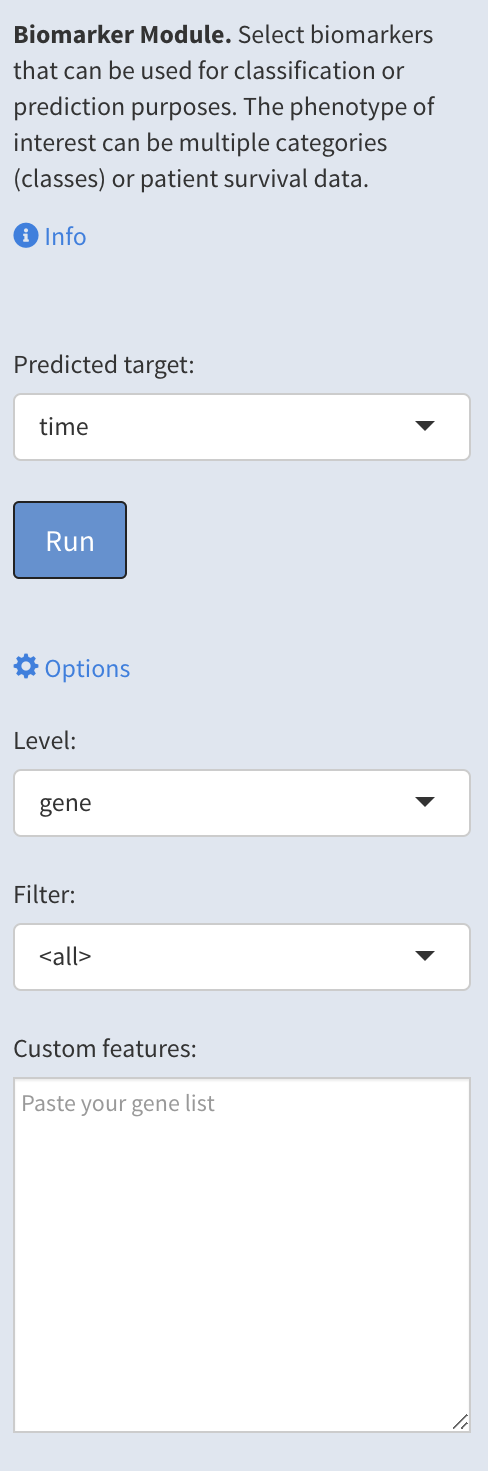 Biomarker Module. Select biomarkers
that can be used for classification or
prediction purposes. The phenotype of
interest can be multiple categories
(classes) or patient survival data.
Info
Predicted target:
time
Run
Options
Level:
gene
Filter:
<all>
Custom features:
Paste your gene list